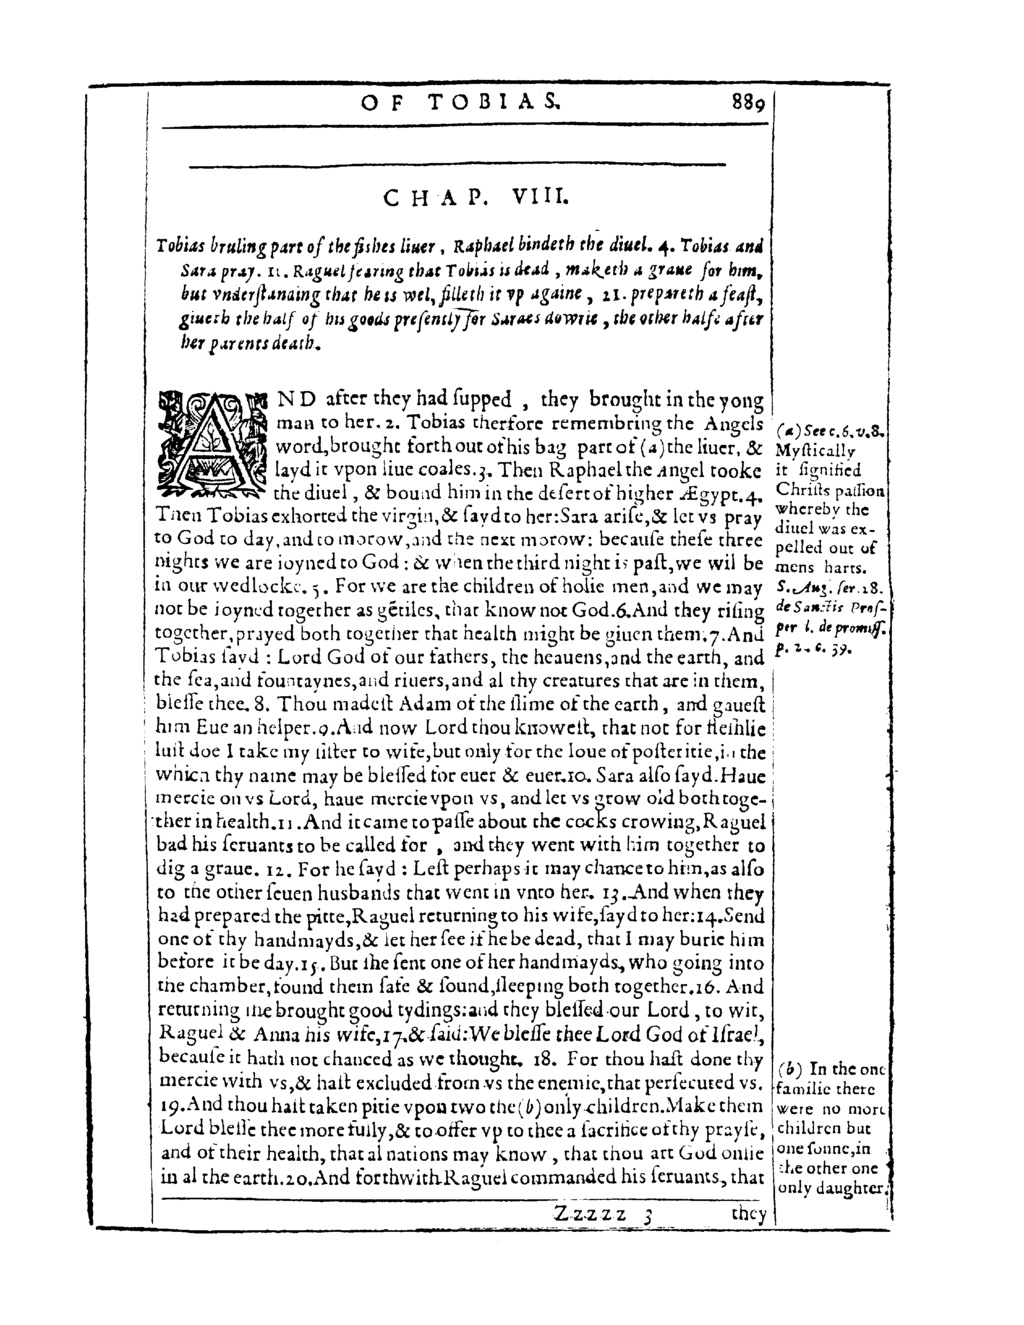 OF TOBIAS. 889
CHAP. VIII.
Tobias bruling part of the fishes liuer, Raphael bindeth the diuel. 4. Tobias and
Sara pray. 11. Raguel fearing that Tobias is dead, maketh a graue for him,
but vnderſtanding that he is wel, filleth it vp againe, 21. prepareth a feaſt,
giueth the half of his goods preſently for Saraes dowrie, the other halfe after
her parents death.
AND after they had ſupped, they brought in the yong
man to her. 2. Tobias therfore remembring the Angels
word, brought forth out of his bag part of (a) the liuer, &
layd it vpon liue coales. 3. Then Raphael the Angel tooke
the diuel, & bound him in the deſert of higher Ægypt. 4.
Then Tobias exhorted the virgin, & ſayd to her: Sara ariſe, & let vs pray
to God to day, and to morow, and the next morow: becauſe theſe three
nights we are ioyned to God: & when the third night is paſt, we wil be
in our wedlocke. 5. For we are the children of holie men, and we may
not be ioyned together as gētiles, that know not God. 6. And they riſing
together, prayed both together that health might be giuen them. 7. And
Tobias ſayd: Lord God of our fathers, the heauens, and the earth, and
the ſea, and fountaynes, and riuers, and al thy creatures that are in them,
bleſſe thee. 8. Thou madeſt Adam of the ſlime of the earth, and gaueſt
him Eue an helper. 9. And now Lord thou knoweſt, that not for fleſhlie
luſt doe I take my ſiſter to wife, but only for the loue of poſteritie, in the
which thy name may be bleſſed for euer & euer. 10. Sara alſo ſayd. Haue
mercie on vs Lord, haue mercie vpon vs, and let vs grow old both toge-
ther in health. 11. And it came to paſſe about the cocks crowing, Raguel
bad his ſeruants to be called for, and they went with him together to
dig a graue. 12. For he ſayd: Leſt perhaps it may chance to him, as alſo
to the other ſeuen husbands that went in vnto her. 13. And when they
had prepared the pitte, Raguel returning to his wife, ſayd to her: 14. Send
one of thy handmayds, & let her ſee if he be dead, that I may burie him
before it be day. 15. But ſhe ſent one of her handmayds, who going into
the chamber, found them ſafe & ſound, ſleeping both together. 16. And
returning ſhe brought good tydings: and they bleſſed our Lord, to wit,
Raguel & Anna his wife, 17. & ſaid: We bleſſe thee Lord God of Iſrael,
becauſe it hath not chanced as we thought. 18. For thou haſt done thy
mercie with vs, & haſt excluded from vs the enemie, that perſecuted vs.
19. And thou haſt taken pitie vpon two the (b) only children. Make them
Lord bleſſe thee more fully, & to offer vp to thee a ſacrifice of thy prayſe,
and of their health, that al nations may know, that thou art God onlie
in al the earth. 20. And forthwith Raguel commanded his ſeruants, that
Zzzzz 3 they
(a) See c. 6. v. 8.
Myſtically
it ſignified
Chriſts paſſion
whereby the
diuel was ex-
pelled out of
mens harts.
S. Aug. ſer. 18.
de Sanctis Proſ-
per l. de promiſſ.
p. 2. c. 39.
(b) In the one
familie there
were no more
children but
one ſonne, in
the other one
only daughter.